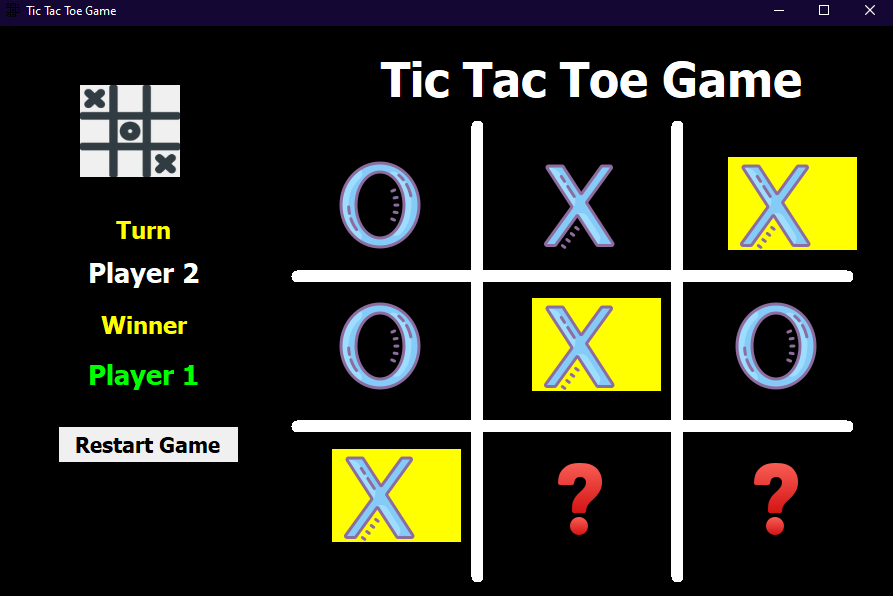 Tic Tac Toe Game
Tic Tac Toe Game
Turn
Player 2
Winner
Player 1
Restart Game
O X X
O X O
X ? ?